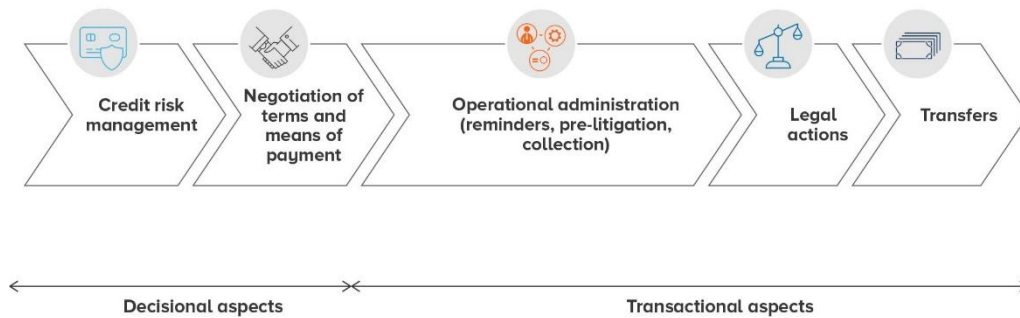 Credit risk
management
Negotiation of
terms and
means of
payment
Operational administration
(reminders, pre-litigation,
collection)
Legal
actions
Transfers
Decisional aspects
Transactional aspects